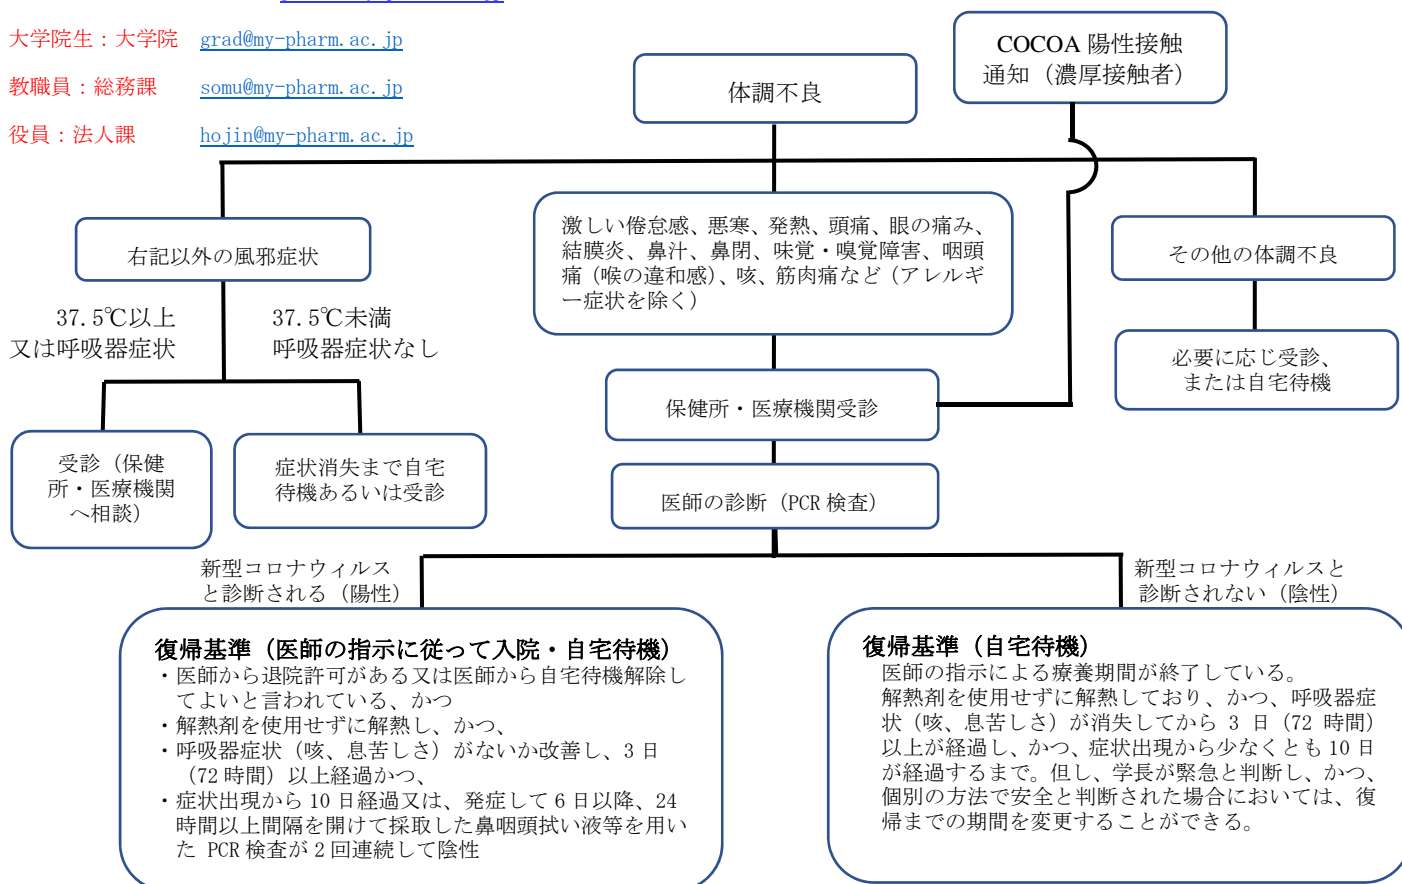 大学院生：大学院 grad@my-pharm.ac.jp
教職員：総務課 somu@my-pharm.ac.jp
役員：法人課 hojin@my-pharm.ac.jp
COCOA 陽性接触
通知（濃厚接触者）
体調不良
右記以外の風邪症状
激しい倦怠感、悪寒、発熱、頭痛、眼の痛み、
結膜炎、鼻汁、鼻閉、味覚・嗅覚障害、咽頭
痛（喉の違和感）、咳、筋肉痛など（アレルギ
ー症状を除く）
その他の体調不良
37.5℃以上
又は呼吸器症状
37.5℃未満
呼吸器症状なし
必要に応じ受診、
または自宅待機
保健所・医療機関受診
受診（保健
所・医療機関
へ相談）
症状消失まで自宅
待機あるいは受診
医師の診断（PCR 検査）
新型コロナウィルス
と診断される（陽性）
新型コロナウィルスと
診断されない（陰性）
復帰基準（医師の指示に従って入院・自宅待機）
・医師から退院許可がある又は医師から自宅待機解除し
てよいと言われている、かつ
・解熱剤を使用せずに解熱し、かつ、
・呼吸器症状（咳、息苦しさ）がないか改善し、3 日
（72 時間）以上経過かつ、
・症状出現から 10 日経過又は、発症して 6 日以降、24
時間以上間隔を開けて採取した鼻咽頭拭い液等を用い
た PCR 検査が 2 回連続して陰性
復帰基準（自宅待機）
医師の指示による療養期間が終了している。
解熱剤を使用せずに解熱しており、かつ、呼吸器症
状（咳、息苦しさ）が消失してから 3 日（72 時間）
以上が経過し、かつ、症状出現から少なくとも 10 日
が経過するまで。但し、学長が緊急と判断し、かつ、
個別の方法で安全と判断された場合においては、復
帰までの期間を変更することができる。